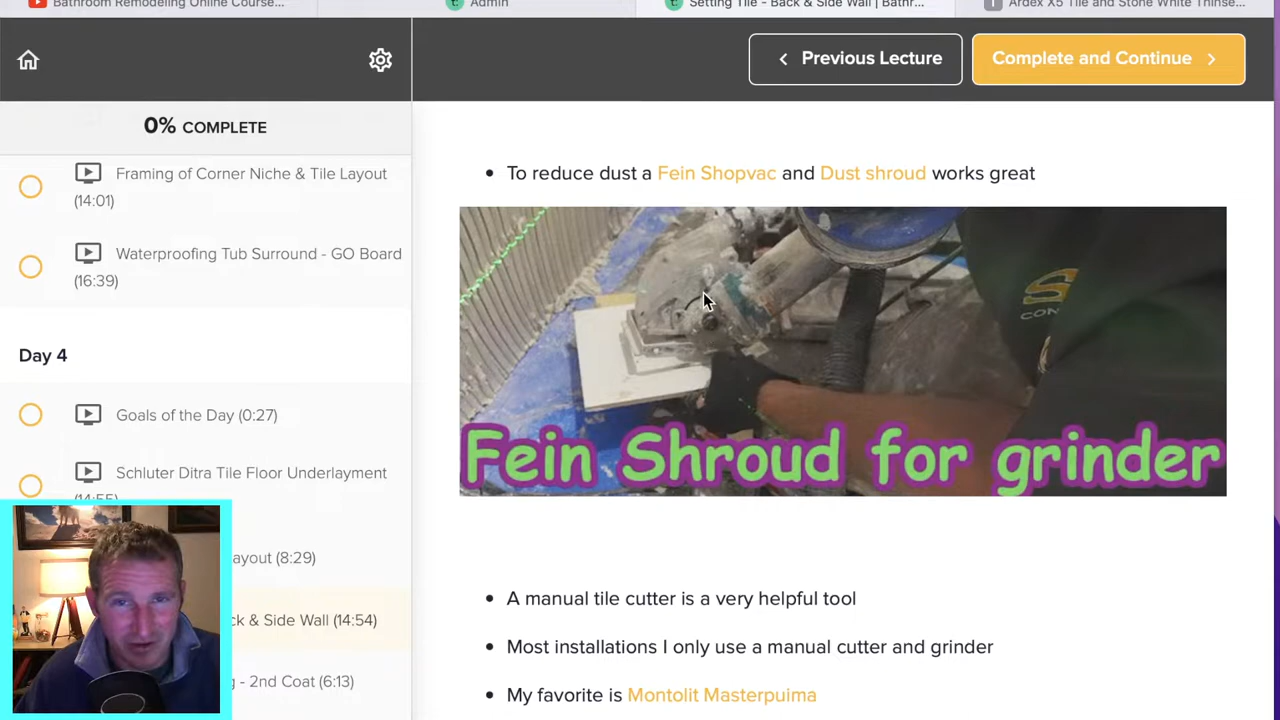 Bathroom Remodeling Online Course...
Admin
Setting Tile - Back & Side Wall | Bathr...
Ardex X5 Tile and Stone White Thinse...
Previous Lecture
Complete and Continue
0% COMPLETE
Framing of Corner Niche & Tile Layout
(14:01)
Waterproofing Tub Surround - GO Board
(16:39)
Day 4
Goals of the Day (0:27)
Schluter Ditra Tile Floor Underlayment
(14:55)
ayout (8:29)
ck & Side Wall (14:54)
g - 2nd Coat (6:13)
• To reduce dust a Fein Shopvac and Dust shroud works great
S
CON
Fein Shroud for grinder
• A manual tile cutter is a very helpful tool
• Most installations I only use a manual cutter and grinder
• My favorite is Montolit Masterpuima